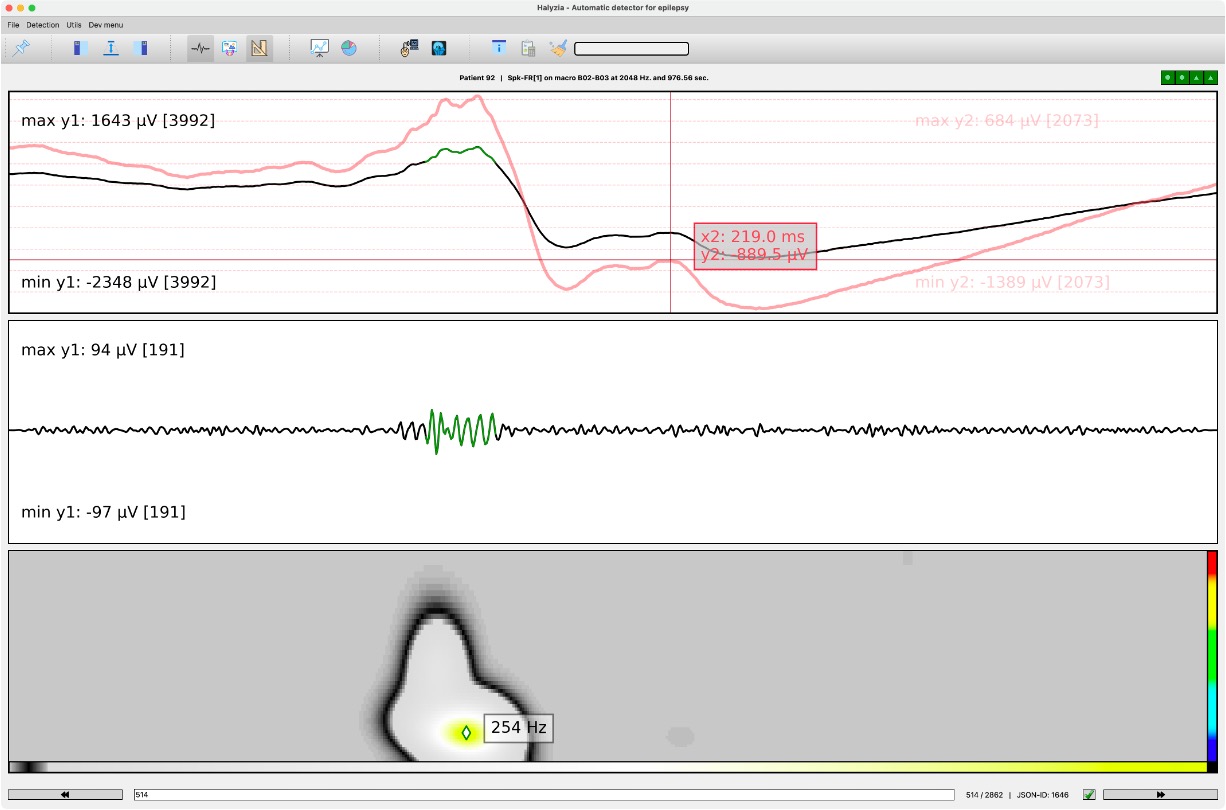 Halyzia - Automatic detector for epilepsy
File Detection Utils Dev menu
Patient 92 | Spk-FR[1] on macro B02-B03 at 2048 Hz. and 976.56 sec.
max y1: 1643 µV [3992]
max y2: 684 µV [2073]
x2: 219.0 ms
y2: -889.5 µV
min y1: -2348 µV [3992]
min y2: -1389 µV [2073]
max y1: 94 µV [191]
min y1: -97 µV [191]
254 Hz
514
514 / 2862 | JSON-ID: 1646